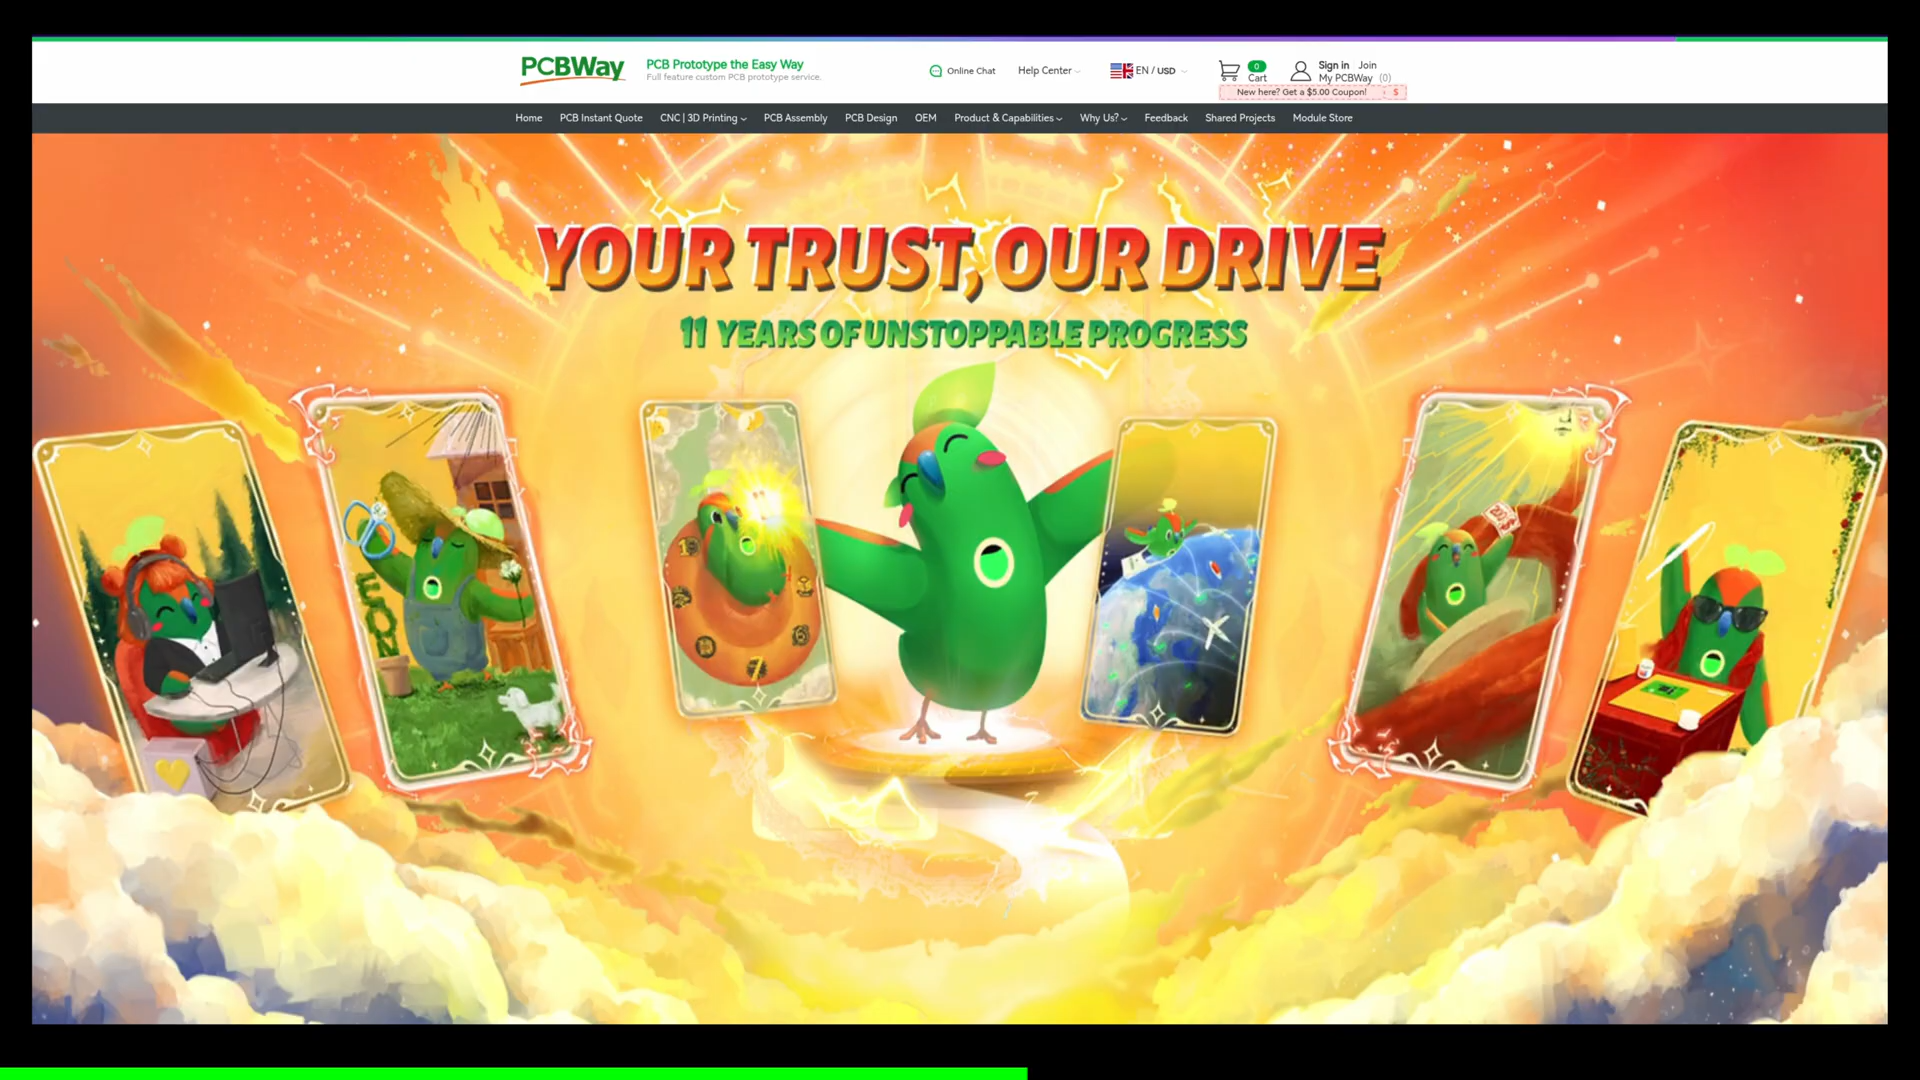 PCBWay
PCB Prototype the Easy Way
Full feature custom PCB prototype service.
Online Chat
Help Center
EN / USD
0
Cart
Sign in Join
My PCBWay (0)
New here? Get a $5.00 Coupon! $
Home PCB Instant Quote CNC | 3D Printing PCB Assembly PCB Design OEM Product & Capabilities Why Us? Feedback Shared Projects Module Store
YOUR TRUST, OUR DRIVE
11 YEARS OF UNSTOPPABLE PROGRESS